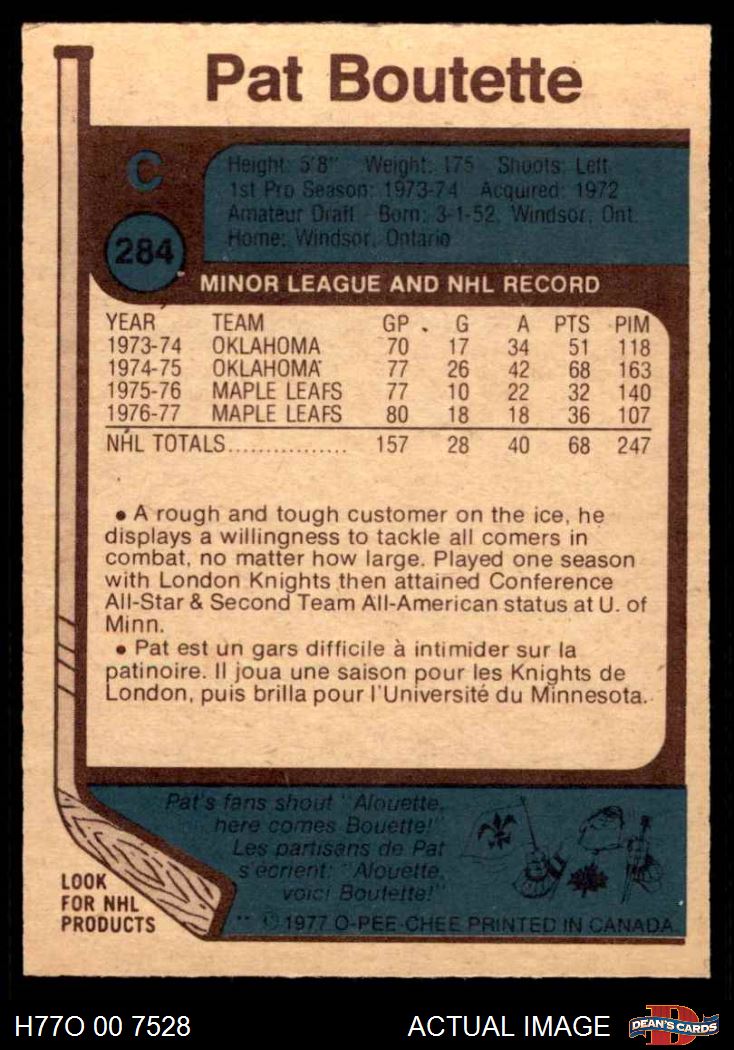 Pat Boutette
C
Height: 5'8" Weight: 175 Shoots: Left
1st Pro Season: 1973-74 Acquired: 1972
Amateur Draft Born: 3-1-52, Windsor, Ont.
Home: Windsor, Ontario
284
MINOR LEAGUE AND NHL RECORD
YEAR TEAM GP G A PTS PIM
1973-74 OKLAHOMA 70 17 34 51 118
1974-75 OKLAHOMA 77 26 42 68 163
1975-76 MAPLE LEAFS 77 10 22 32 140
1976-77 MAPLE LEAFS 80 18 18 36 107
NHL TOTALS................ 157 28 40 68 247
• A rough and tough customer on the ice, he
displays a willingness to tackle all comers in
combat, no matter how large. Played one season
with London Knights then attained Conference
All-Star & Second Team All-American status at U. of
Minn.
• Pat est un gars difficile à intimider sur la
patinoire. Il joua une saison pour les Knights de
London, puis brilla pour l'Université du Minnesota.
Pat's fans shout "Alouette,
here comes Bouette!"
Les partisans de Pat
s'écrient: "Alouette,
voici Boutette!"
LOOK
FOR NHL
PRODUCTS
** © 1977 O-PEE-CHEE PRINTED IN CANADA
H77O 00 7528
ACTUAL IMAGE
DEAN'S CARDS